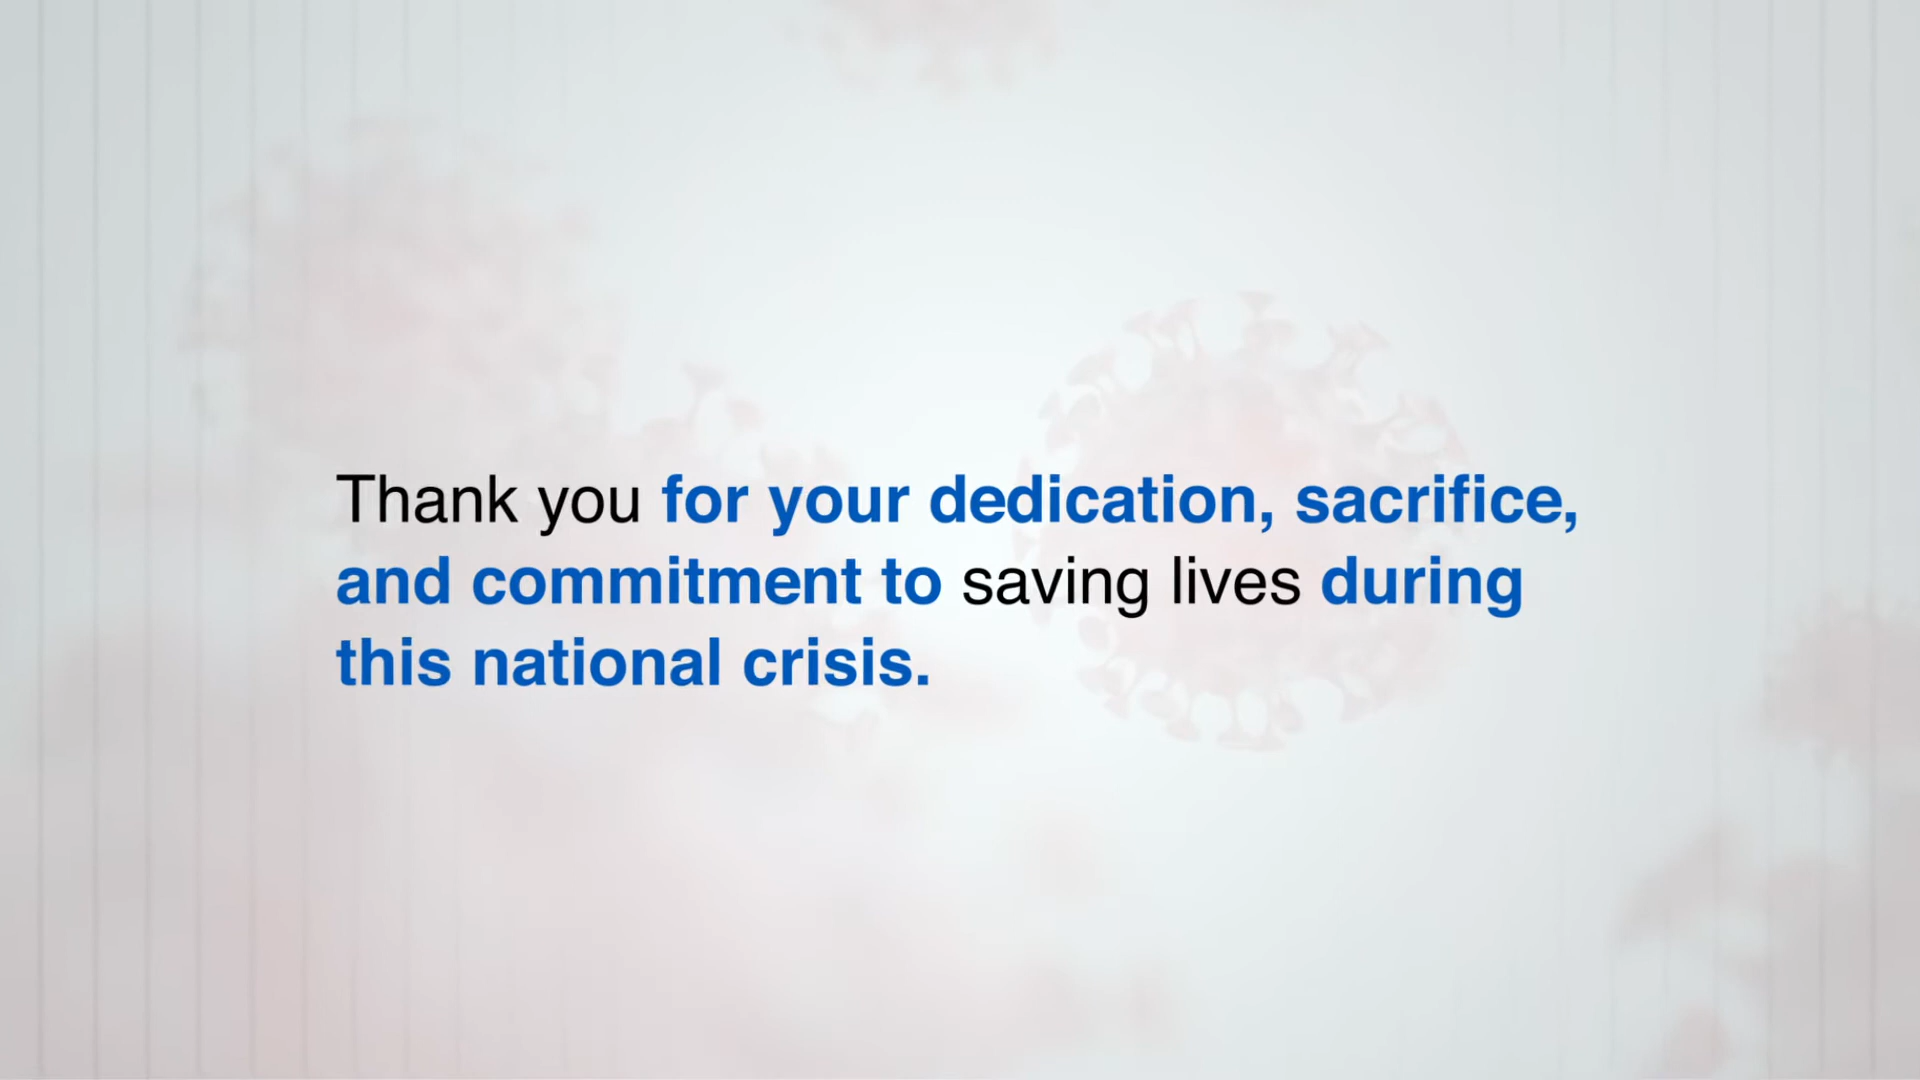 Thank you for your dedication, sacrifice,
and commitment to saving lives during
this national crisis.